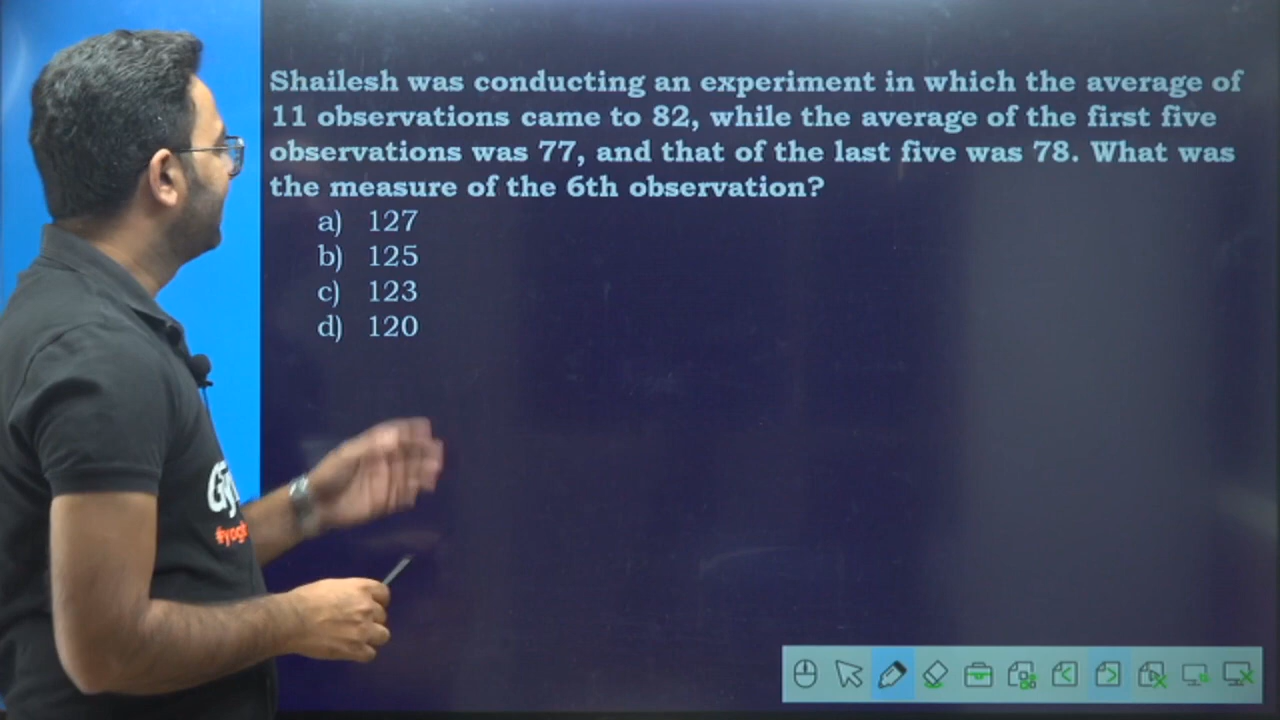 Shailesh was conducting an experiment in which the average of
11 observations came to 82, while the average of the first five
observations was 77, and that of the last five was 78. What was
the measure of the 6th observation?
a) 127
b) 125
c) 123
d) 120